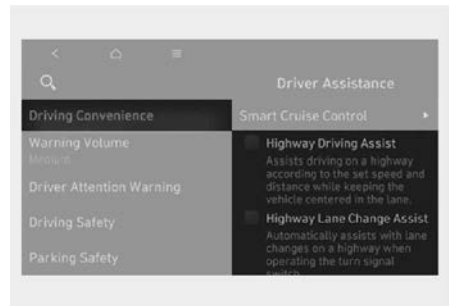 Driver Assistance
Driving Convenience
Warning Volume
Medium
Driver Attention Warning
Driving Safety
Parking Safety
Smart Cruise Control
Highway Driving Assist
Assists driving on a highway
according to the set speed and
distance while keeping the
vehicle centered in the lane.
Highway Lane Change Assist
Automatically assists with lane
changes on a highway when
operating the turn signal
switch.